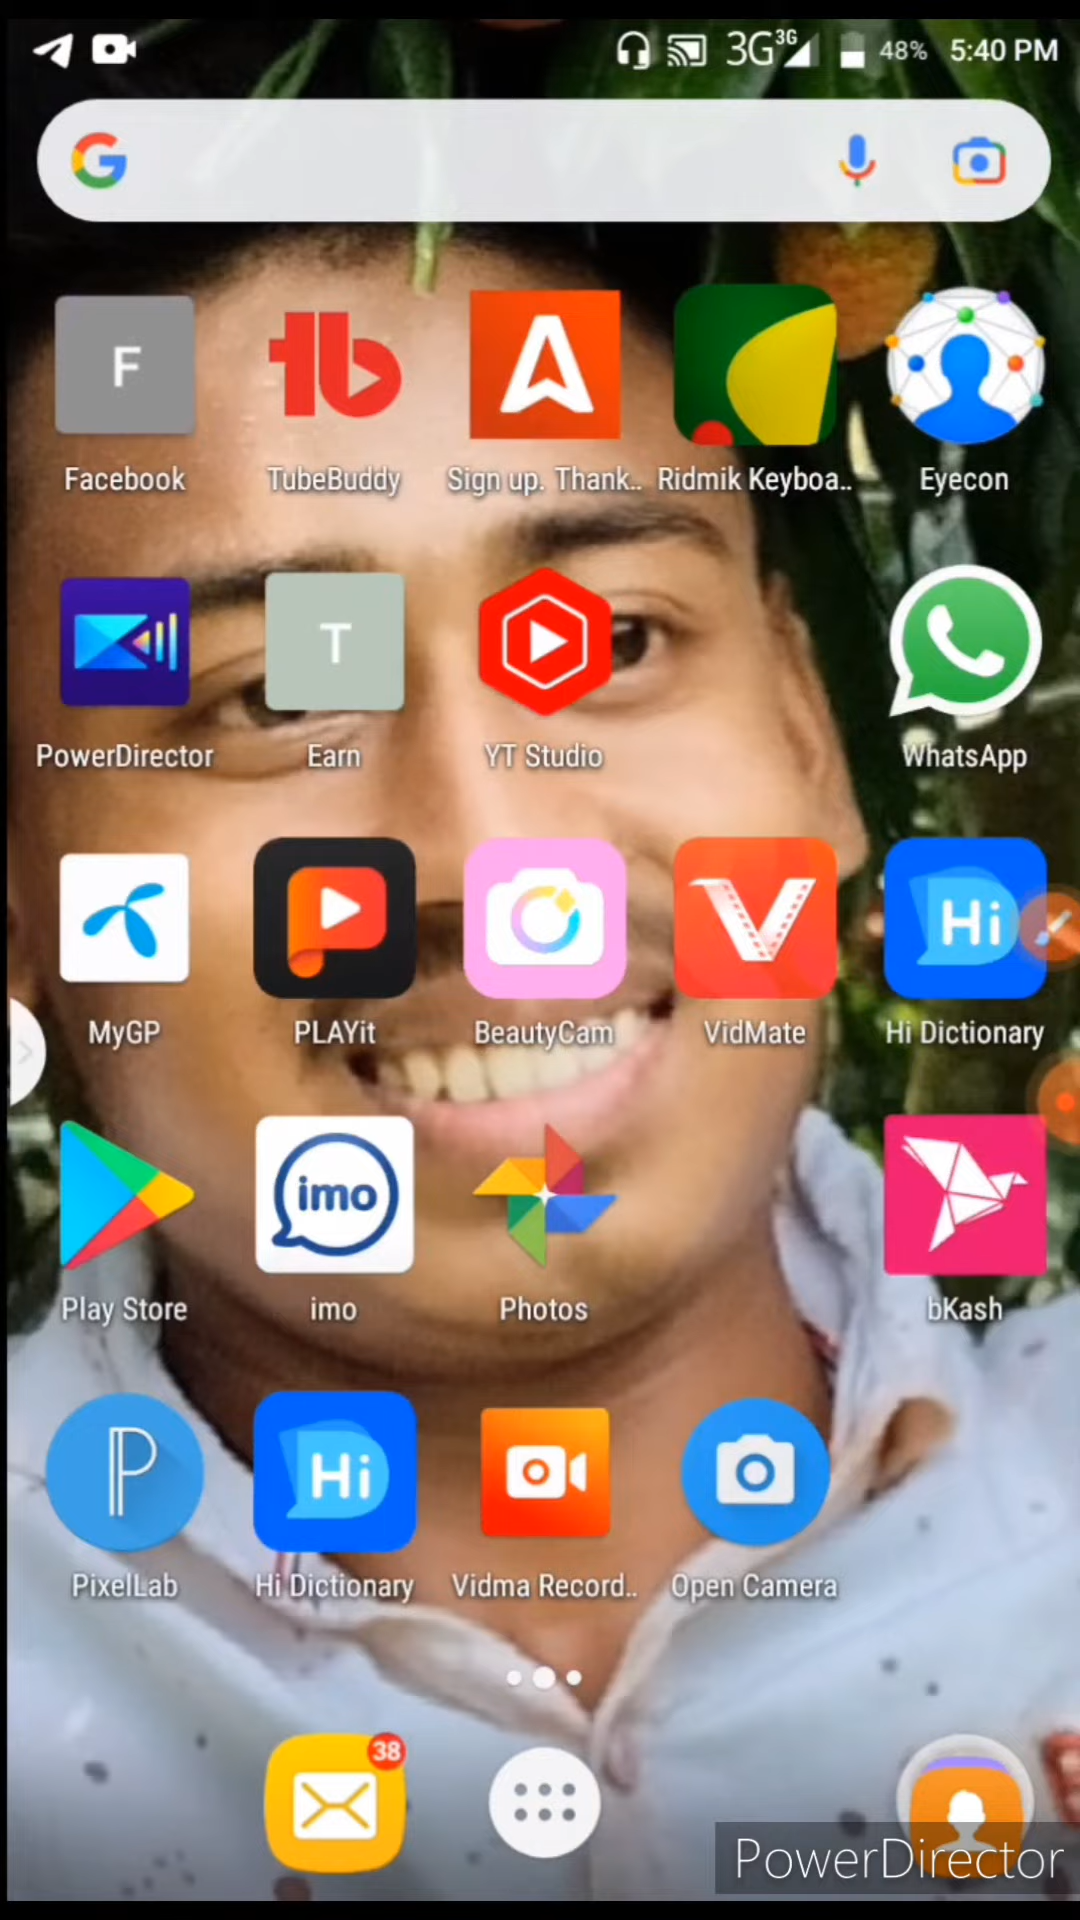 3G 3G 48% 5:40 PM
G
F
tb
A
Facebook
TubeBuddy
Sign up. Thank..
Ridmik Keyboa..
Eyecon
T
PowerDirector
Earn
YT Studio
WhatsApp
Hi
MyGP
PLAYit
BeautyCam
VidMate
Hi Dictionary
imo
Play Store
imo
Photos
bKash
P
Hi
PixelLab
Hi Dictionary
Vidma Record..
Open Camera
38
PowerDirector